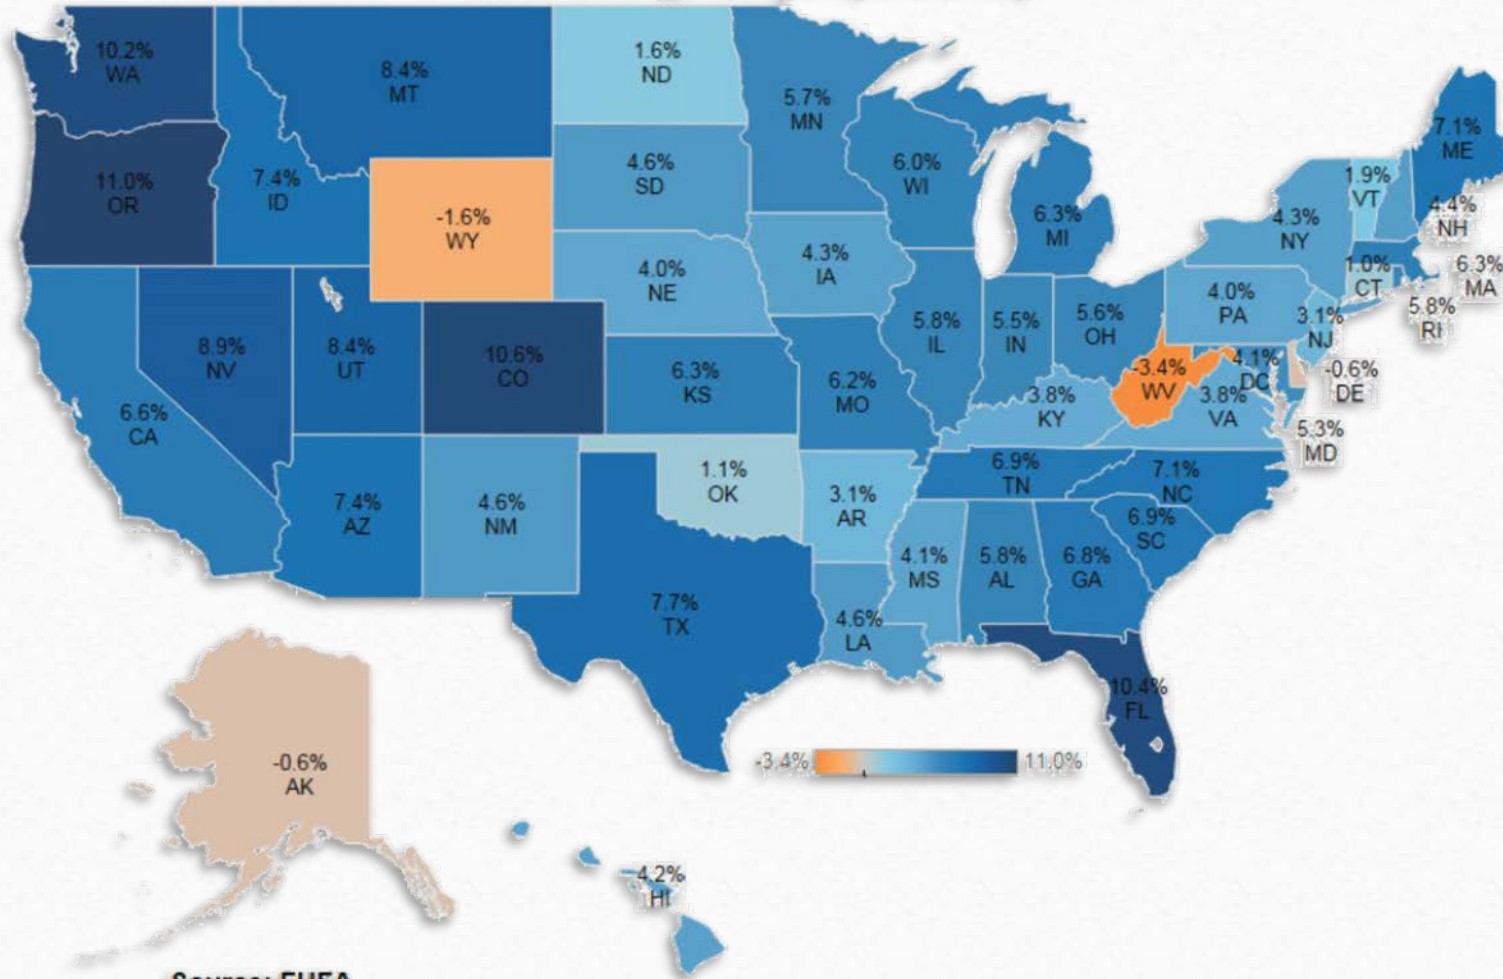 10.2%
WA
8.4%
MT
1.6%
ND
5.7%
MN
7.1%
ME
11.0%
OR
7.4%
ID
-1.6%
WY
4.6%
SD
6.0%
WI
6.3%
MI
4.3%
NY
1.9%
VT
4.4%
NH
4.0%
NE
4.3%
IA
1.0%
CT
6.3%
MA
5.8%
RI
8.9%
NV
8.4%
UT
10.6%
CO
6.3%
KS
6.2%
MO
5.8%
IL
5.5%
IN
5.6%
OH
4.0%
PA
3.1%
NJ
-0.6%
DE
6.6%
CA
3.8%
KY
-3.4%
WV
3.8%
VA
4.1%
DC
5.3%
MD
7.4%
AZ
4.6%
NM
1.1%
OK
3.1%
AR
6.9%
TN
7.1%
NC
6.9%
SC
7.7%
TX
4.6%
LA
4.1%
MS
5.8%
AL
6.8%
GA
10.4%
FL
-3.4% 11.0%
-0.6%
AK
4.2%
HI
Source: FHFA